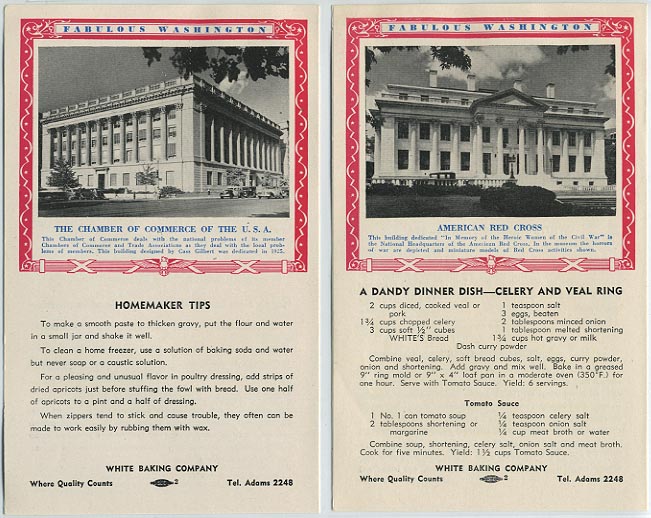 FABULOUS WASHINGTON
THE CHAMBER OF COMMERCE OF THE U. S. A.
This Chamber of Commerce deals with the national problems of its member
Chambers of Commerce and Trade Associations as they deal with the local prob-
lems of members. This building designed by Cass Gilbert was dedicated in 1925.
HOMEMAKER TIPS
To make a smooth paste to thicken gravy, put the flour and water
in a small jar and shake it well.
To clean a home freezer, use a solution of baking soda and water
but never soap or a caustic solution.
For a pleasing and unusual flavor in poultry dressing, add strips of
dried apricots just before stuffing the fowl with bread. Use one half
of apricots to a pint and a half of dressing.
When zippers tend to stick and cause trouble, they often can be
made to work easily by rubbing them with wax.
WHITE BAKING COMPANY
Where Quality Counts 2 Tel. Adams 2248
FABULOUS WASHINGTON
AMERICAN RED CROSS
This building dedicated "In Memory of the Heroic Women of the Civil War" is
the National Headquarters of the American Red Cross. In the museum the horrors
of war are depicted and miniature models of Red Cross activities shown.
A DANDY DINNER DISH—CELERY AND VEAL RING
2 cups diced, cooked veal or
pork
1¾ cups chopped celery
3 cups soft ½" cubes
WHITE'S Bread
1 teaspoon salt
3 eggs, beaten
2 tablespoons minced onion
1 tablespoon melted shortening
1¾ cups hot gravy or milk
Dash curry powder
Combine veal, celery, soft bread cubes, salt, eggs, curry powder,
onion and shortening. Add gravy and mix well. Bake in a greased
9" ring mold or 9" x 4" loaf pan in a moderate oven (350°F.) for
one hour. Serve with Tomato Sauce. Yield: 6 servings.
Tomato Sauce
1 No. 1 can tomato soup
2 tablespoons shortening or
margarine
¼ teaspoon celery salt
¼ teaspoon onion salt
¼ cup meat broth or water
Combine soup, shortening, celery salt, onion salt and meat broth.
Cook for five minutes. Yield: 1½ cups Tomato Sauce.
WHITE BAKING COMPANY
Where Quality Counts 2 Tel. Adams 2248